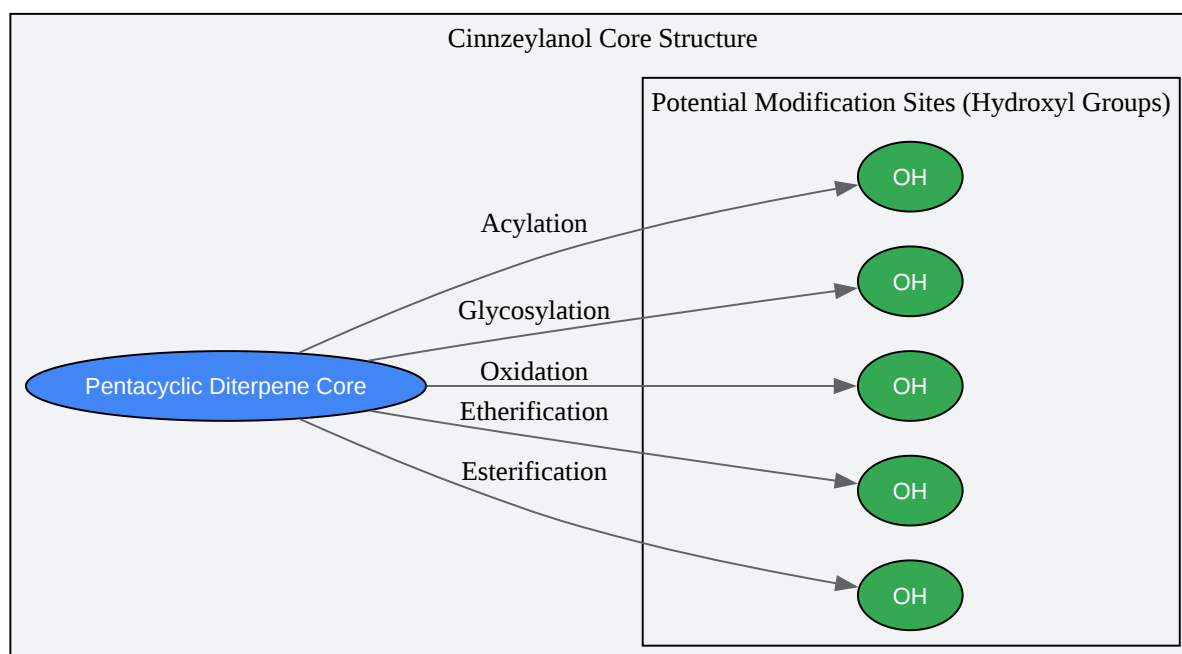 Cinnzeylanol Core Structure
Potential Modification Sites (Hydroxyl Groups)
OH
Acylation
OH
Glycosylation
Pentacyclic Diterpene Core
Oxidation
OH
Etherification
Esterification
OH
OH